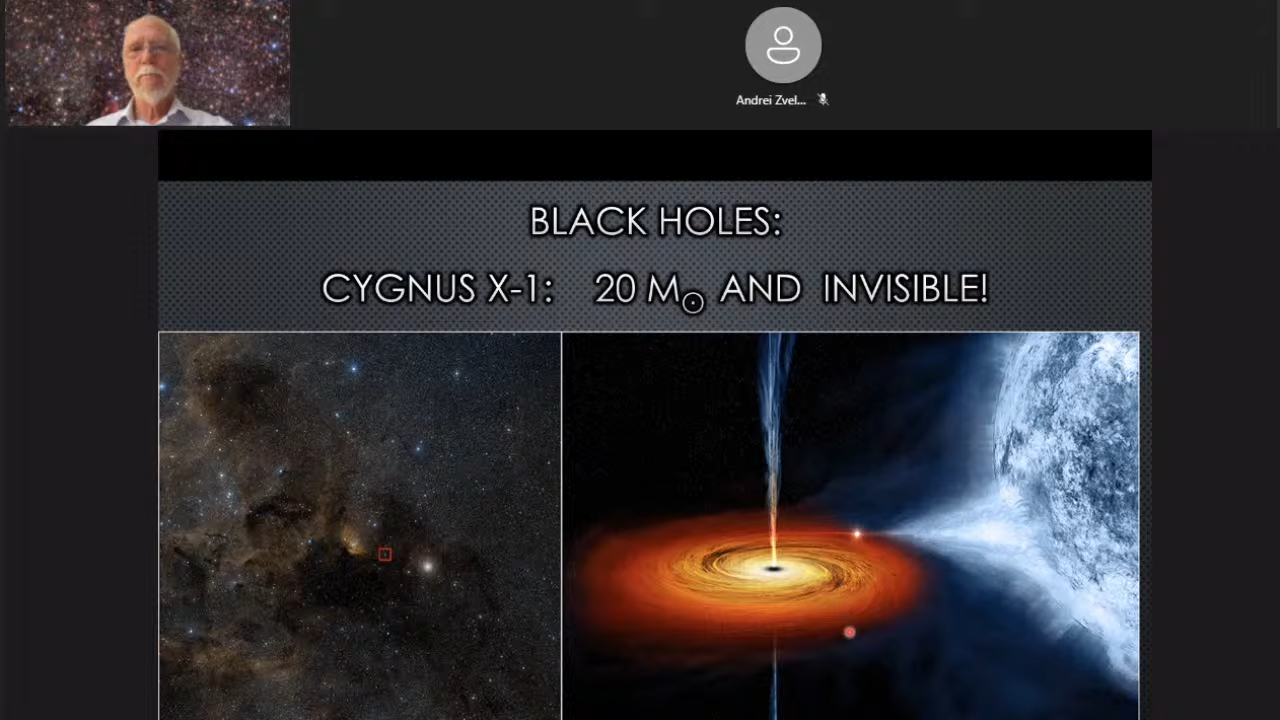 Andrei Zvel...
BLACK HOLES:
CYGNUS X-1: 20 M☉ AND INVISIBLE!